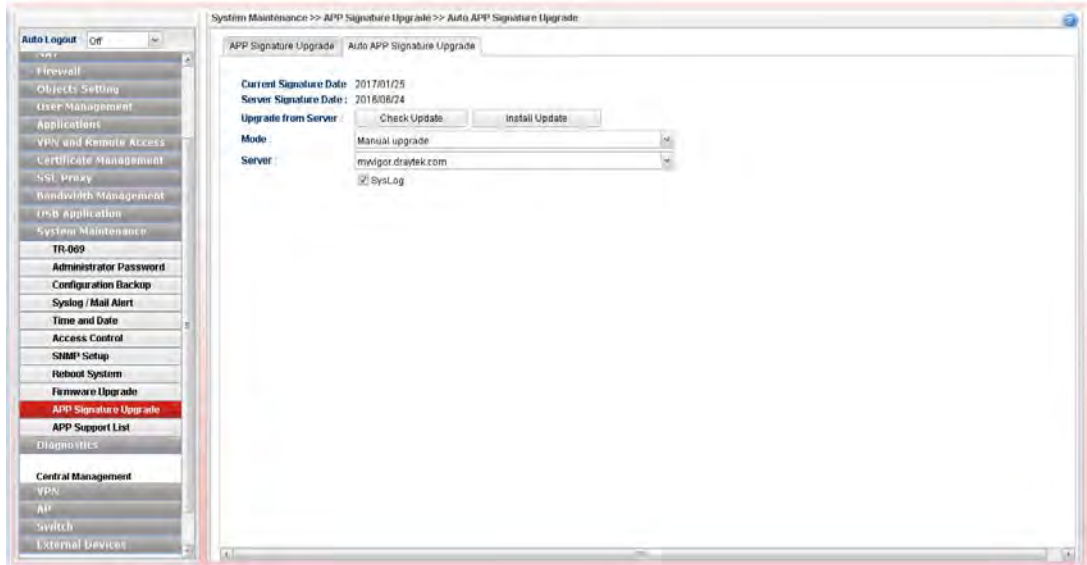 System Maintenance >> APP Signature Upgrade >> Auto APP Signature Upgrade
Auto Logout : Off
NAT
Firewall
Objects Setting
User Management
Applications
VPN and Remote Access
Certificate Management
SSL Proxy
Bandwidth Management
USB Application
System Maintenance
TR-069
Administrator Password
Configuration Backup
Syslog / Mail Alert
Time and Date
Access Control
SNMP Setup
Reboot System
Firmware Upgrade
APP Signature Upgrade
APP Support List
Diagnostics
Central Management
VPN
AP
Switch
External Devices
APP Signature Upgrade
Auto APP Signature Upgrade
Current Signature Date: 2017/01/25
Server Signature Date : 2016/06/24
Upgrade from Server : Check Update Install Update
Mode : Manual upgrade
Server : myvigor.draytek.com
SysLog